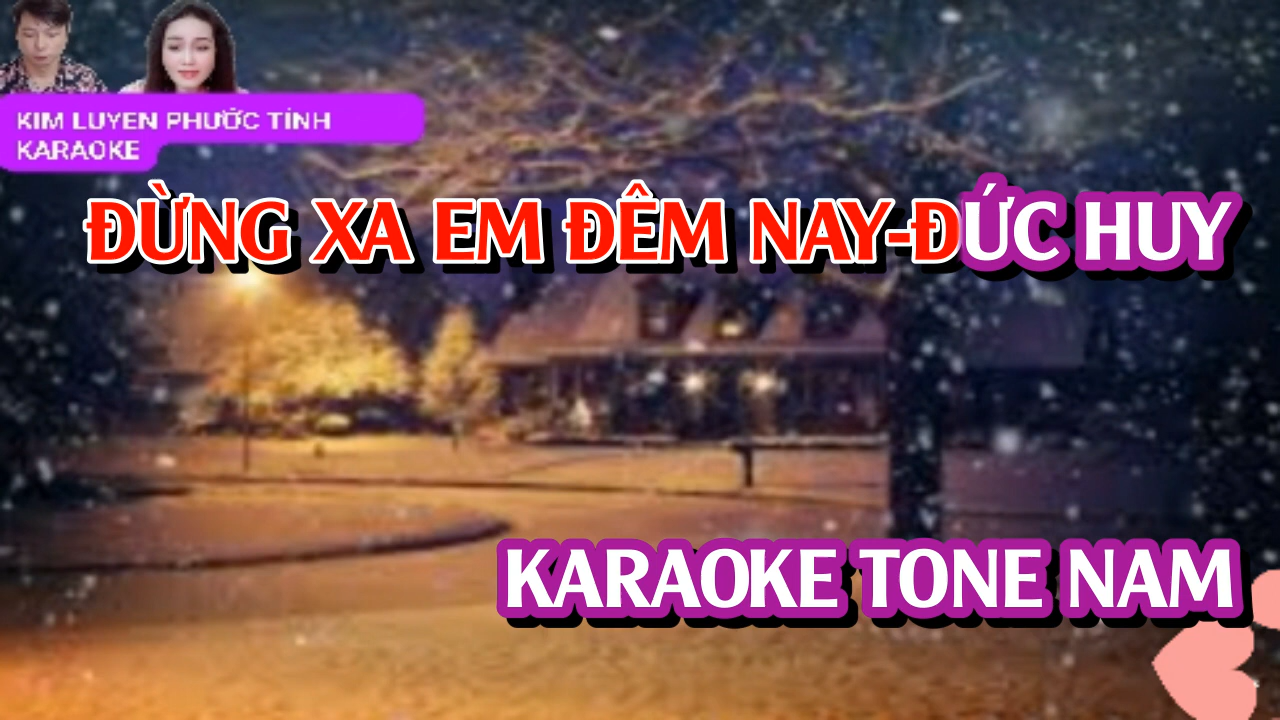 KIM LUYEN PHƯỚC TỈNH
KARAOKE
ĐỪNG XA EM ĐÊM NAY-ĐỨC HUY
KARAOKE TONE NAM